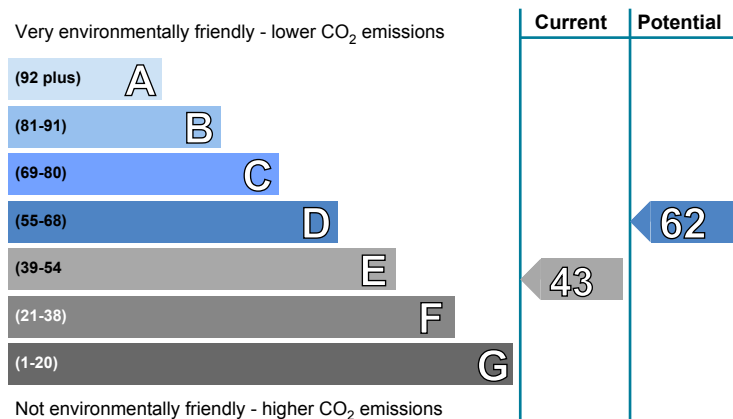 Current Potential
Very environmentally friendly - lower CO2 emissions
(92 plus) A
(81-91) B
(69-80) C
(55-68) D 62
(39-54 E 43
(21-38) F
(1-20) G
Not environmentally friendly - higher CO2 emissions